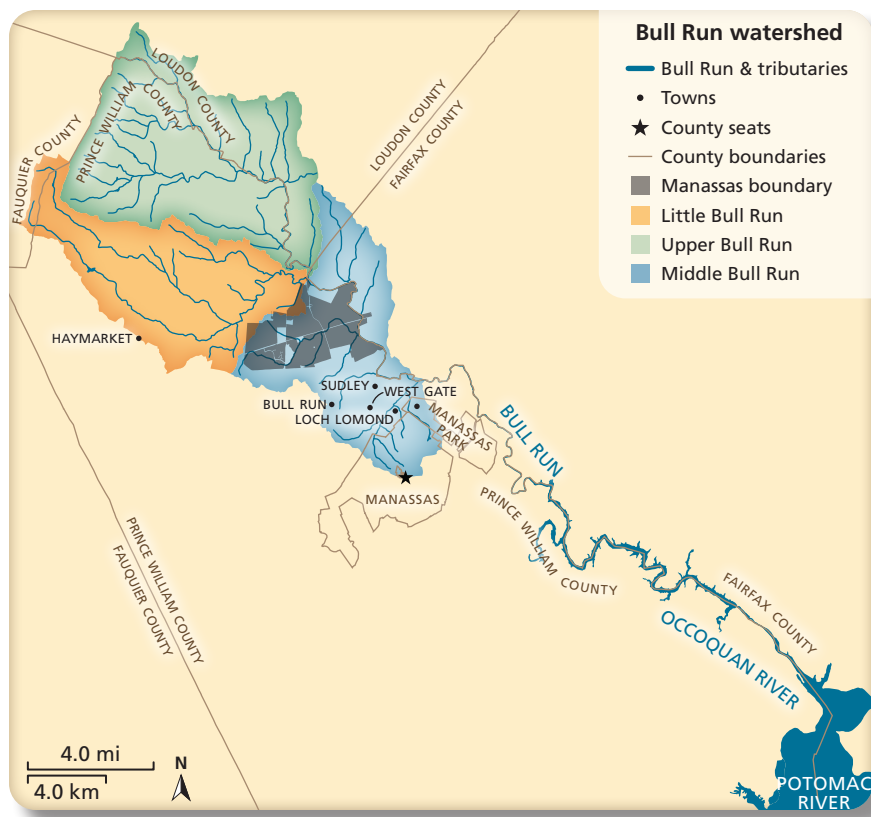 Bull Run watershed
Bull Run & tributaries
Towns
County seats
County boundaries
Manassas boundary
Little Bull Run
Upper Bull Run
Middle Bull Run
LOUDON COUNTY
PRINCE WILLIAM
COUNTY
FAUQUIER COUNTY
LOUDON COUNTY
FAIRFAX COUNTY
HAYMARKET
SUDLEY
WEST GATE
BULL RUN
LOCH LOMOND
MANASSAS
PARK
MANASSAS
BULL RUN
PRINCE WILLIAM COUNTY
FAIRFAX COUNTY
OCCOQUAN RIVER
PRINCE WILLIAM COUNTY
FAUQUIER COUNTY
4.0 mi
4.0 km
N
POTOMAC
RIVER